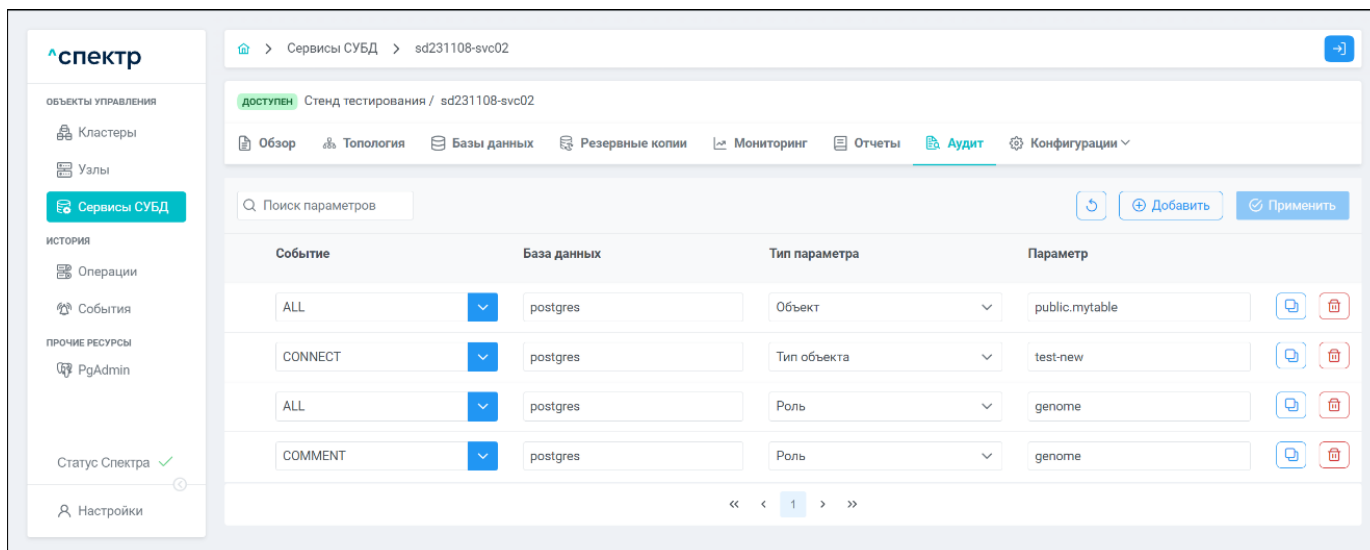 ^спектр
ОБЪЕКТЫ УПРАВЛЕНИЯ
Кластеры
Узлы
Сервисы СУБД
ИСТОРИЯ
Операции
События
ПРОЧИЕ РЕСУРСЫ
PgAdmin
Статус Спектра
Настройки
> Сервисы СУБД > sd231108-svc02
ДОСТУПЕН Стенд тестирования / sd231108-svc02
Обзор Топология Базы данных Резервные копии Мониторинг Отчеты Аудит Конфигурации
Поиск параметров Добавить Применить
Событие База данных Тип параметра Параметр
ALL postgres Объект public.mytable
CONNECT postgres Тип объекта test-new
ALL postgres Роль genome
COMMENT postgres Роль genome
« < 1 > »